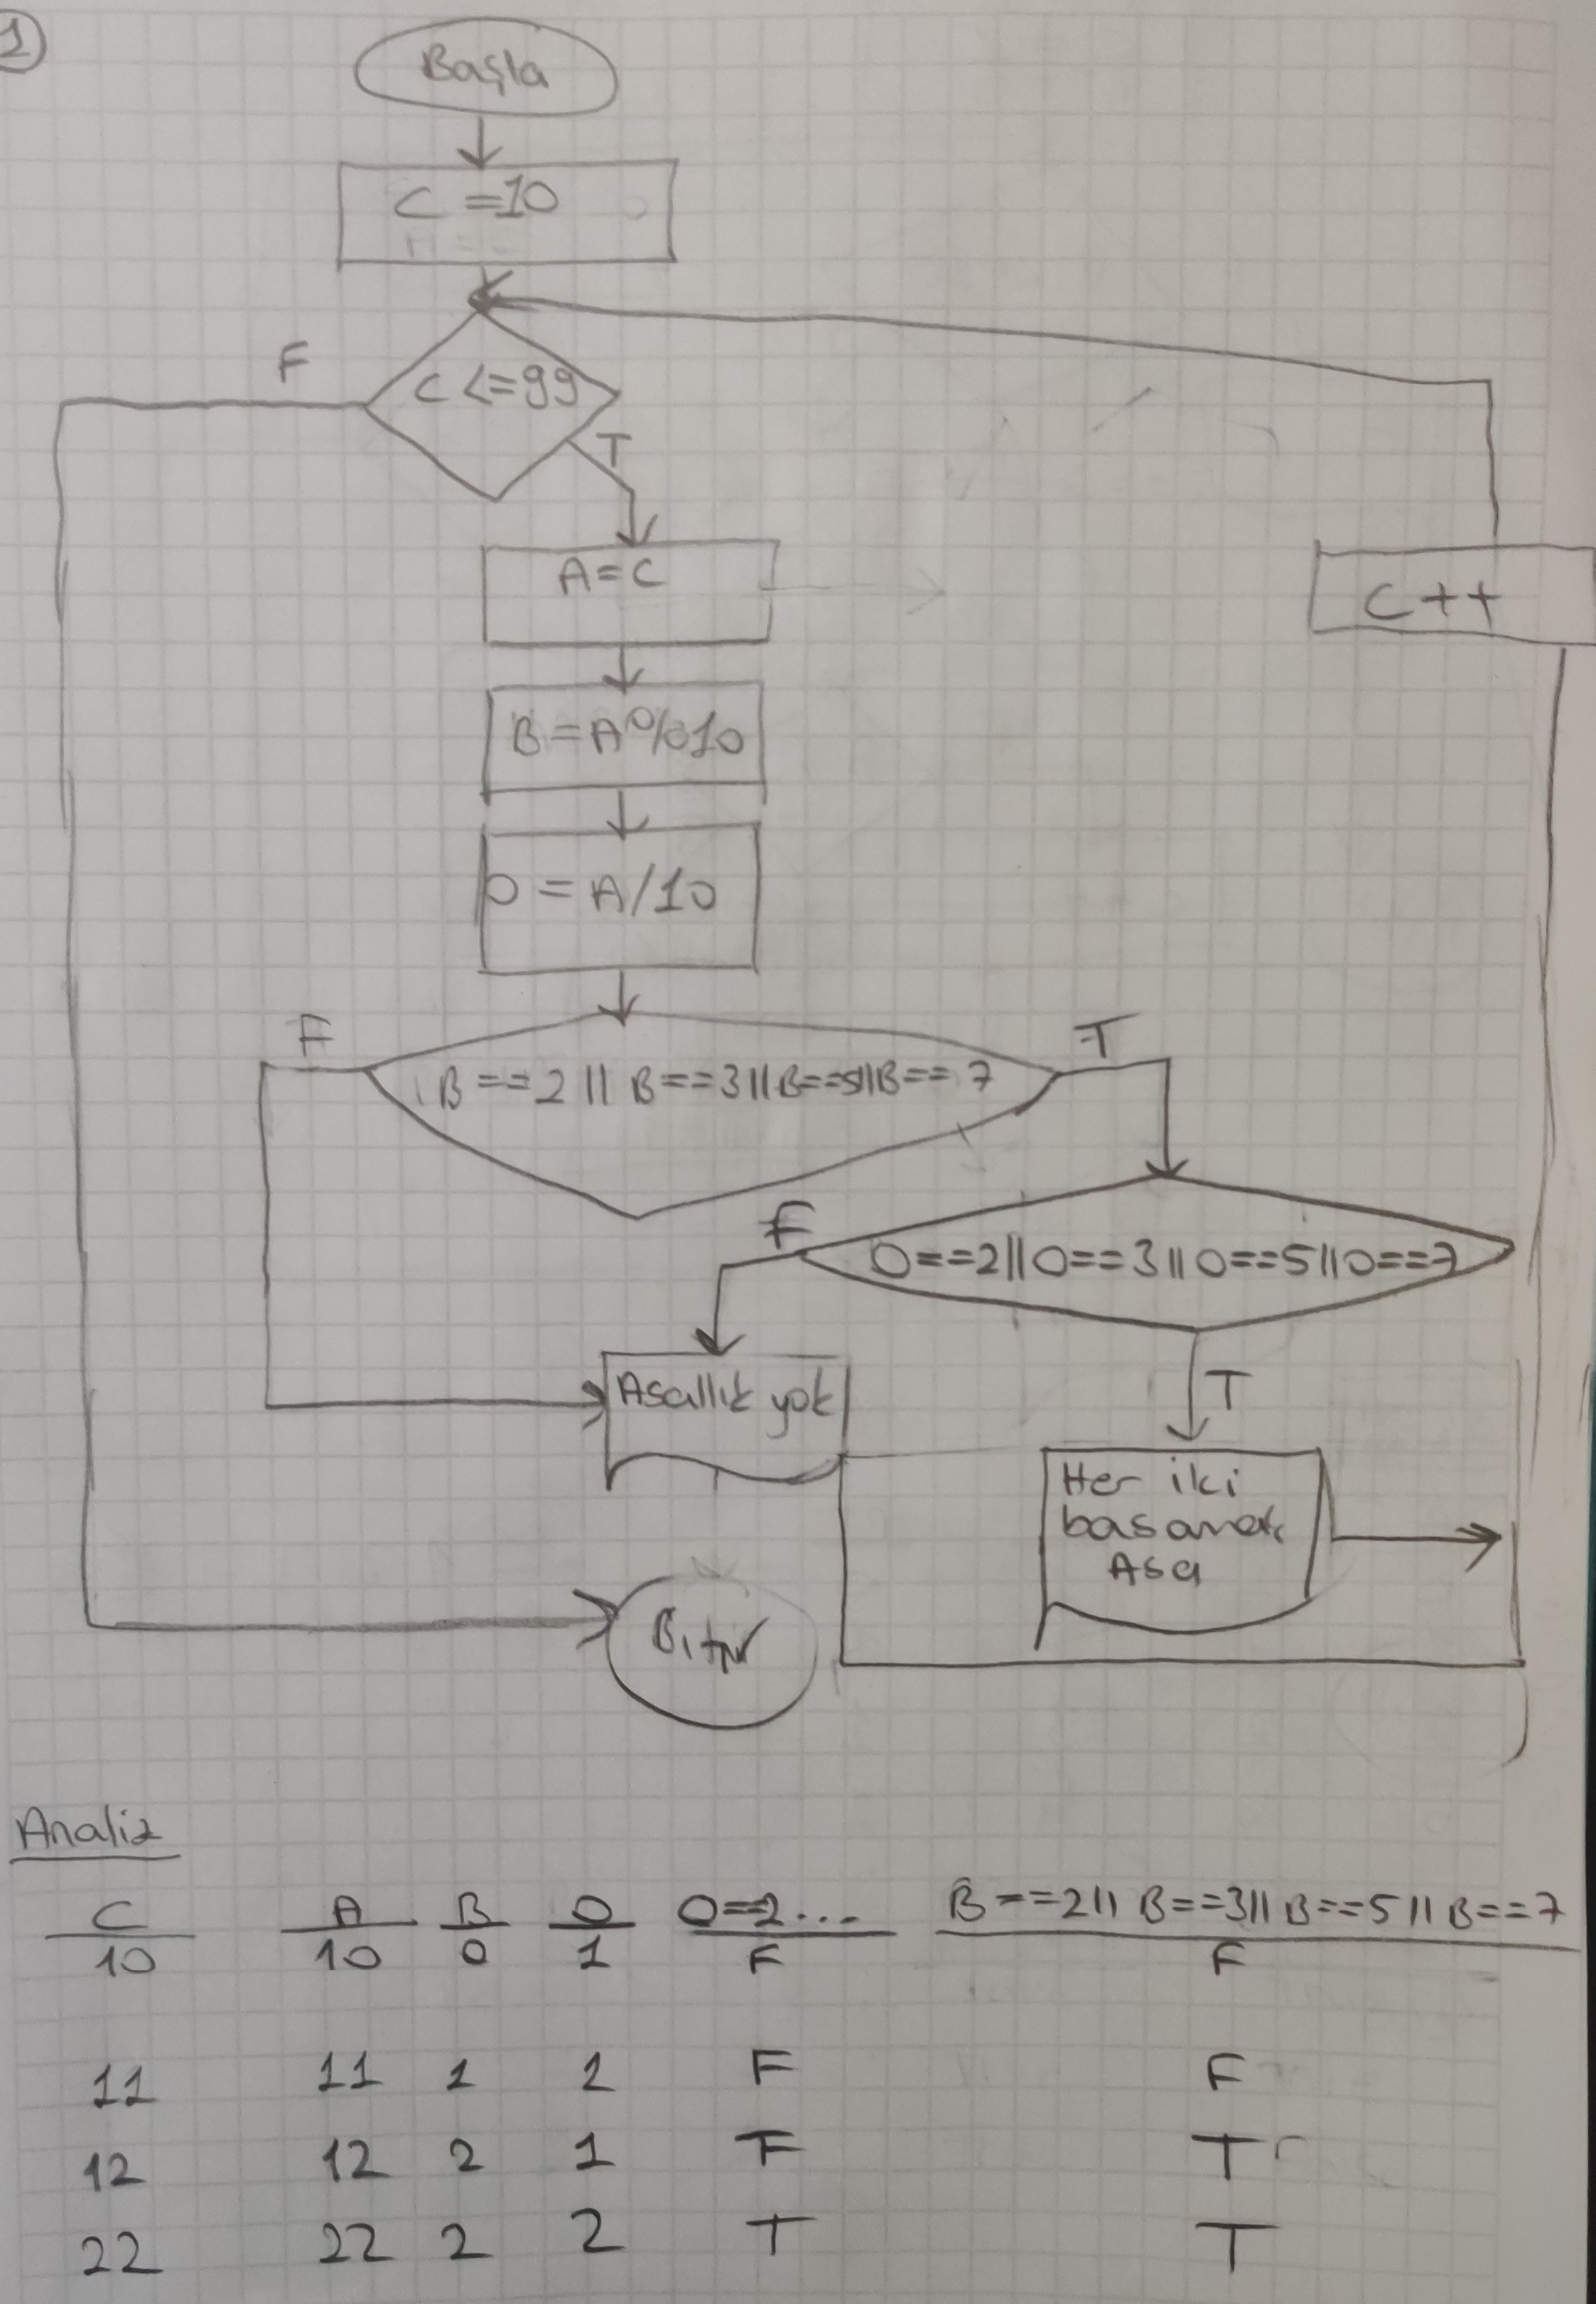 1
Başla
C = 10
C <= 99
F
T
A = C
C++
B = A % 10
O = A / 10
F
T
B == 2 || B == 3 || B == 5 || B == 7
F
O == 2 || O == 3 || O == 5 || O == 7
T
Asallık yok
Her iki
basamak
Asa
Bitir
Analiz
C A B O O==2... B==2 || B==3 || B==5 || B==7
10 10 0 1 F F
11 11 1 1 F F
12 12 2 1 F T
22 22 2 2 T T